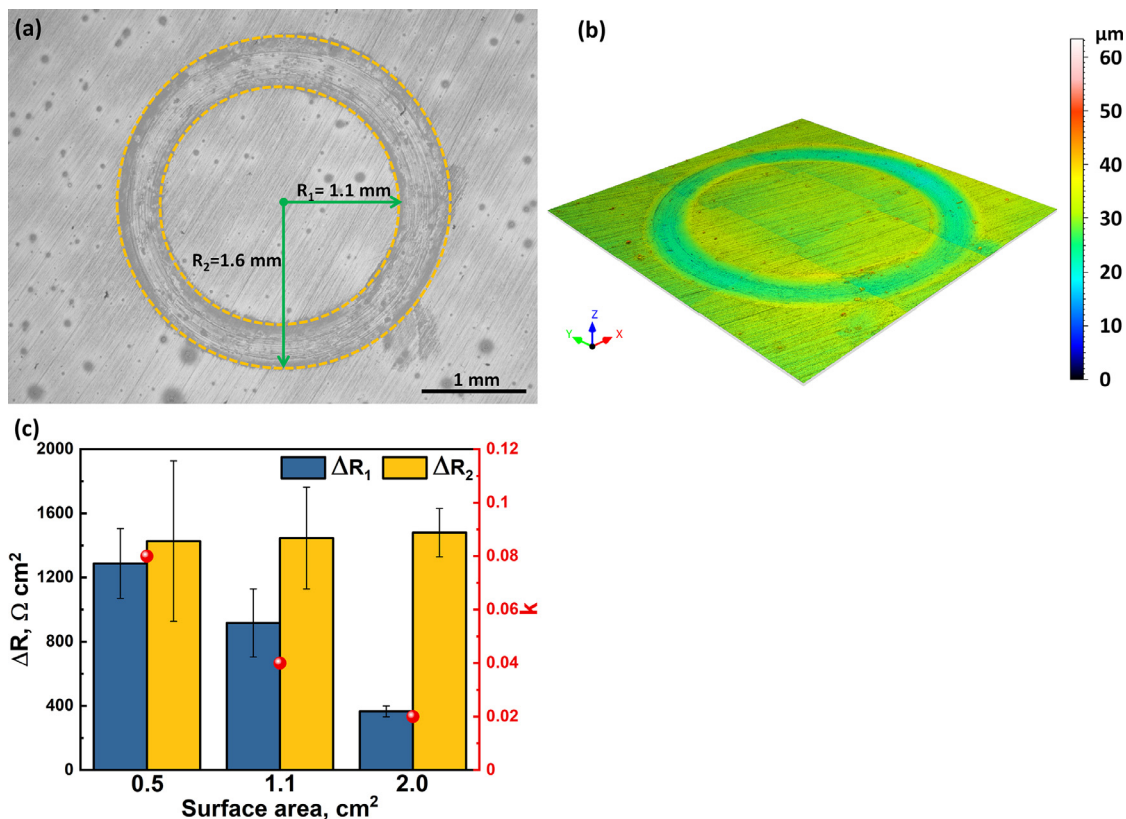 (a)
R₁= 1.1 mm
R₂=1.6 mm
1 mm
(b)
µm
60
50
40
30
20
10
0
Z
Y
X
(c)
2000
1600
1200
800
400
0
ΔR, Ω cm²
ΔR₁ ΔR₂
0.12
0.1
0.08
0.06
0.04
0.02
0
k
0.5 1.1 2.0
Surface area, cm²